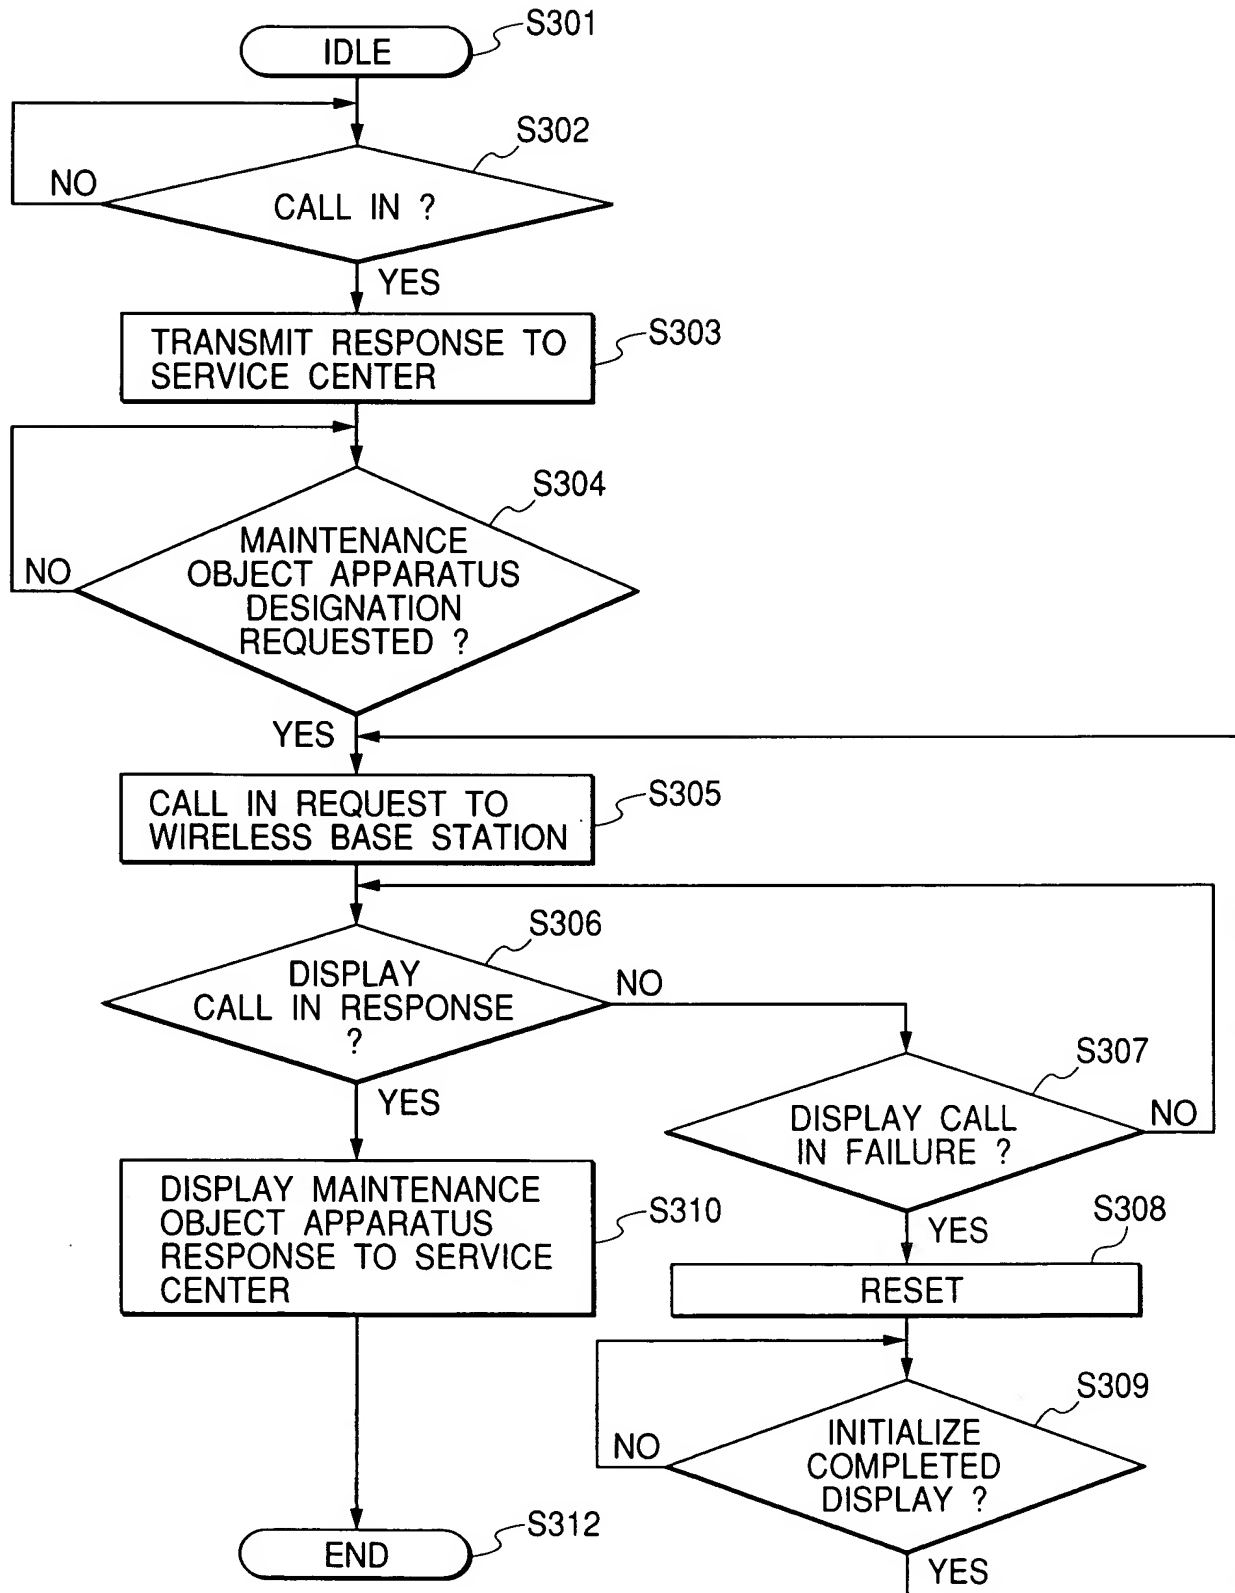 S301
IDLE
S302
NO
CALL IN ?
YES
TRANSMIT RESPONSE TO
SERVICE CENTER
S303
S304
MAINTENANCE
OBJECT APPARATUS
DESIGNATION
REQUESTED ?
NO
YES
CALL IN REQUEST TO
WIRELESS BASE STATION
S305
S306
DISPLAY
CALL IN RESPONSE
?
NO
YES
S307
DISPLAY CALL
IN FAILURE ?
NO
YES
DISPLAY MAINTENANCE
OBJECT APPARATUS
RESPONSE TO SERVICE
CENTER
S310
S308
RESET
S309
INITIALIZE
COMPLETED
DISPLAY ?
NO
YES
S312
END